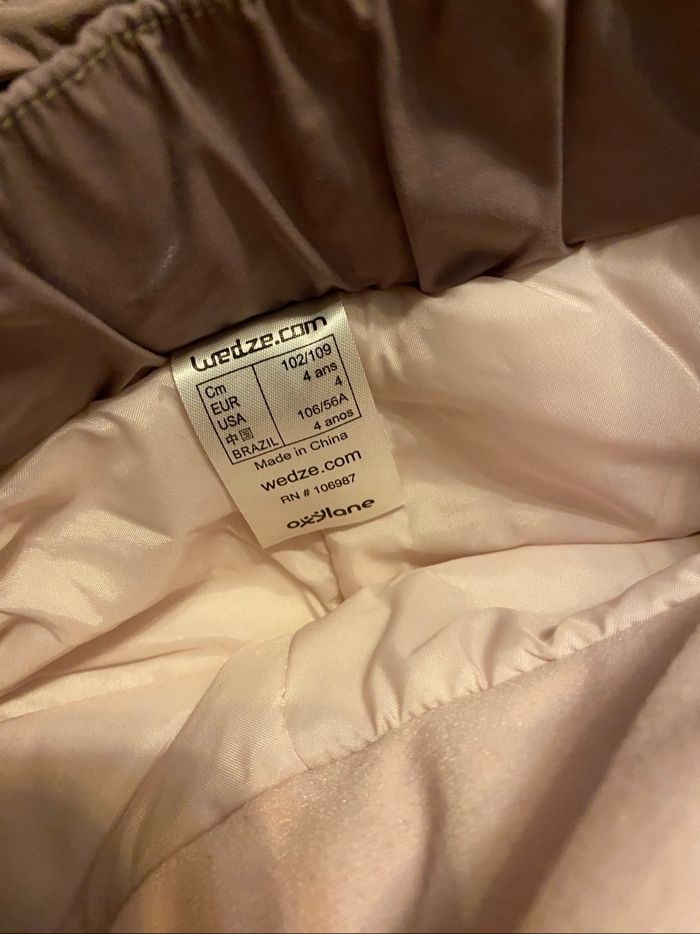 wedze.com
Cm 102/109
EUR 4 ans
USA 4
中国 106/56A
BRAZIL 4 anos
Made in China
wedze.com
RN # 106987
oxylane